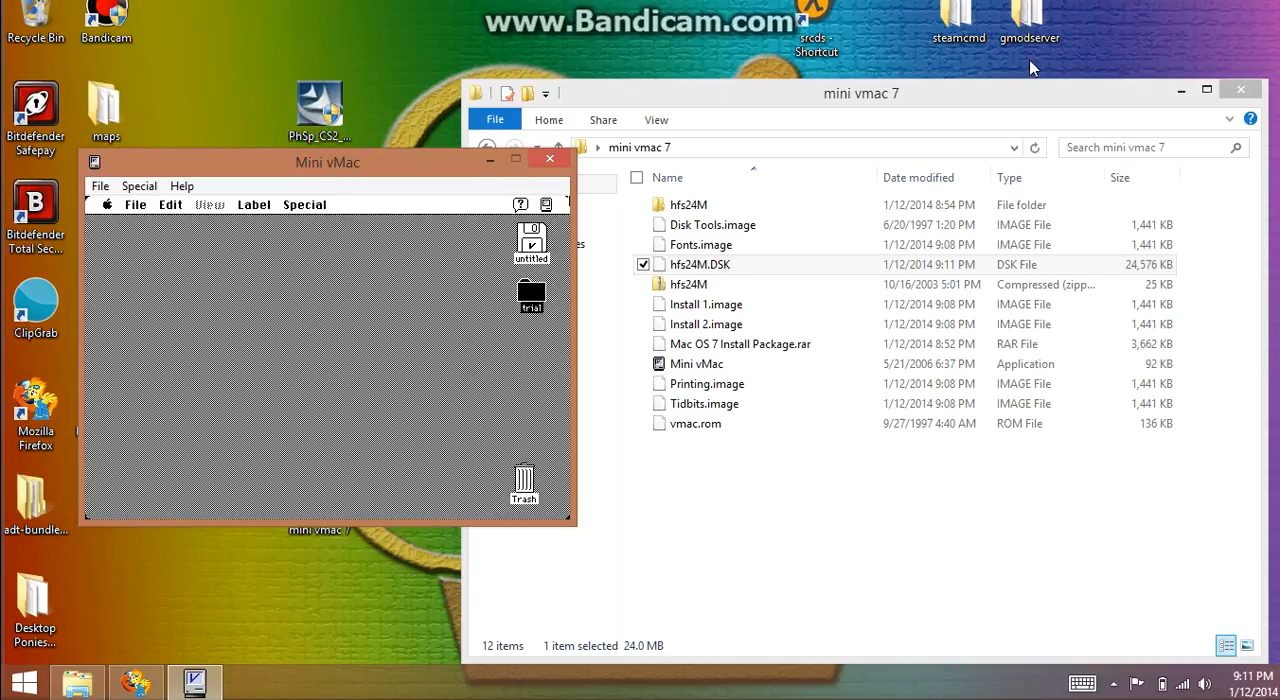 www.Bandicam.com
Recycle Bin
Bandicam
srcds -
Shortcut
steamcmd
gmodserver
Bitdefender
Safepay
maps
PhSp_CS2_...
Bitdefender
Total Sec...
ClipGrab
Mozilla
Firefox
adt-bundle...
mini vmac 7
Desktop
Ponies...
Mini vMac
File Special Help
File Edit View Label Special
untitled
trial
Trash
mini vmac 7
File Home Share View
mini vmac 7
Search mini vmac 7
Name Date modified Type Size
hfs24M 1/12/2014 8:54 PM File folder
Disk Tools.image 6/20/1997 1:20 PM IMAGE File 1,441 KB
Fonts.image 1/12/2014 9:08 PM IMAGE File 1,441 KB
hfs24M.DSK 1/12/2014 9:11 PM DSK File 24,576 KB
hfs24M 10/16/2003 5:01 PM Compressed (zipp... 25 KB
Install 1.image 1/12/2014 9:08 PM IMAGE File 1,441 KB
Install 2.image 1/12/2014 9:08 PM IMAGE File 1,441 KB
Mac OS 7 Install Package.rar 1/12/2014 8:52 PM RAR File 3,662 KB
Mini vMac 5/21/2006 6:37 PM Application 92 KB
Printing.image 1/12/2014 9:08 PM IMAGE File 1,441 KB
Tidbits.image 1/12/2014 9:08 PM IMAGE File 1,441 KB
vmac.rom 9/27/1997 4:40 AM ROM File 136 KB
12 items 1 item selected 24.0 MB
9:11 PM
1/12/2014